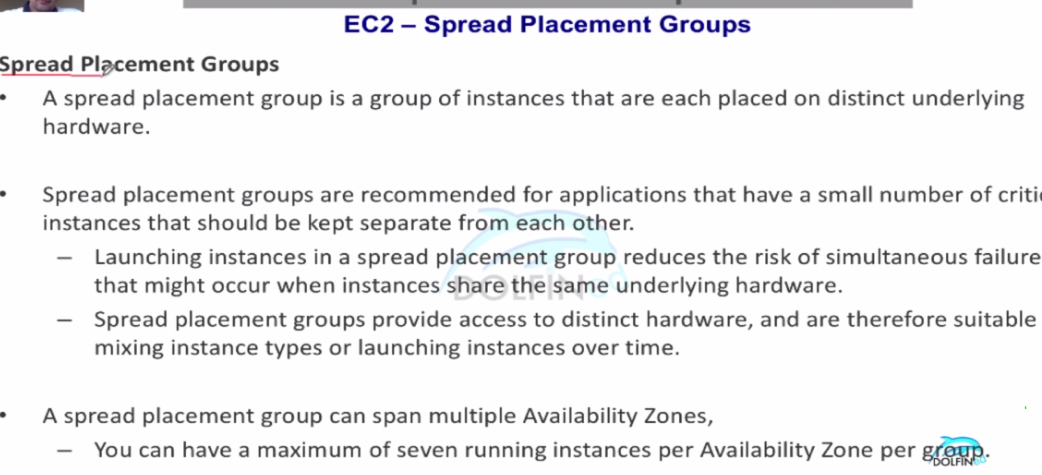 EC2 – Spread Placement Groups
Spread Placement Groups
• A spread placement group is a group of instances that are each placed on distinct underlying
hardware.
• Spread placement groups are recommended for applications that have a small number of
instances that should be kept separate from each other.
– Launching instances in a spread placement group reduces the risk of simultaneous failure
that might occur when instances share the same underlying hardware.
– Spread placement groups provide access to distinct hardware, and are therefore suitable
mixing instance types or launching instances over time.
DOLFINED
• A spread placement group can span multiple Availability Zones,
– You can have a maximum of seven running instances per Availability Zone per group.
DOLFINED